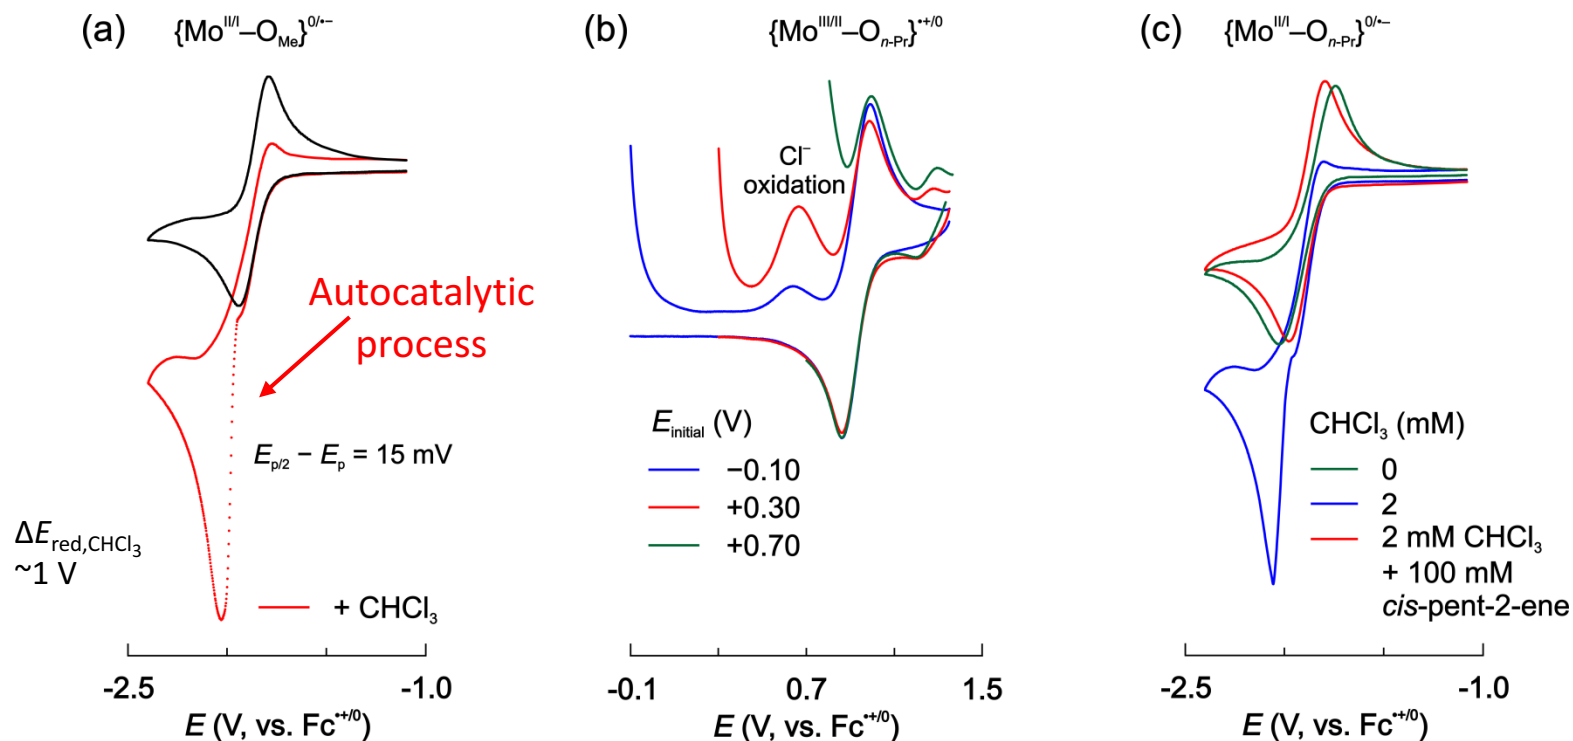 (a) {Mo^II/I–O_Me}^0/•–
Autocatalytic
process
E_p/2 – E_p = 15 mV
ΔE_red,CHCl₃
~1 V
+ CHCl₃
-2.5 -1.0
E (V, vs. Fc^•+/0)
(b) {Mo^III/II–O_n-Pr}^•+/0
Cl⁻
oxidation
E_initial (V)
−0.10
+0.30
+0.70
-0.1 0.7 1.5
E (V, vs. Fc^•+/0)
(c) {Mo^II/I–O_n-Pr}^0/•–
CHCl₃ (mM)
0
2
2 mM CHCl₃
+ 100 mM
cis-pent-2-ene
-2.5 -1.0
E (V, vs. Fc^•+/0)